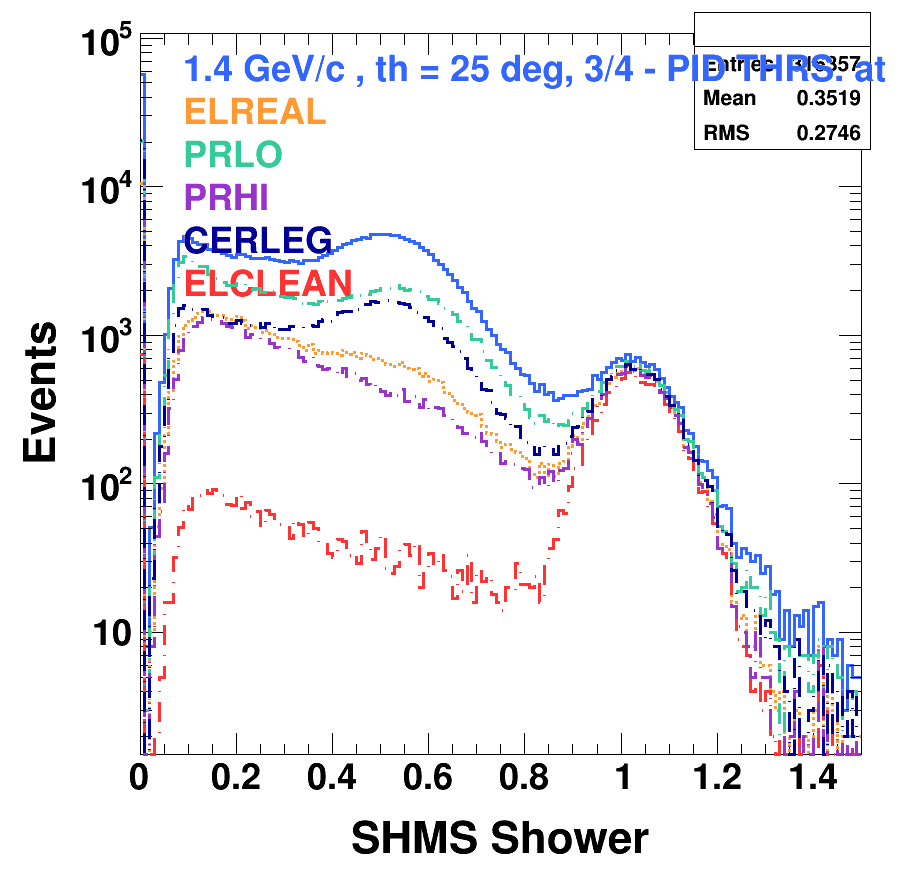 10^5
1.4 GeV/c , th = 25 deg, 3/4 - PID THRS. at
Entries
Mean 0.3519
RMS 0.2746
ELREAL
PRLO
PRHI
CERLEG
ELCLEAN
10^4
10^3
10^2
10
Events
0 0.2 0.4 0.6 0.8 1 1.2 1.4
SHMS Shower